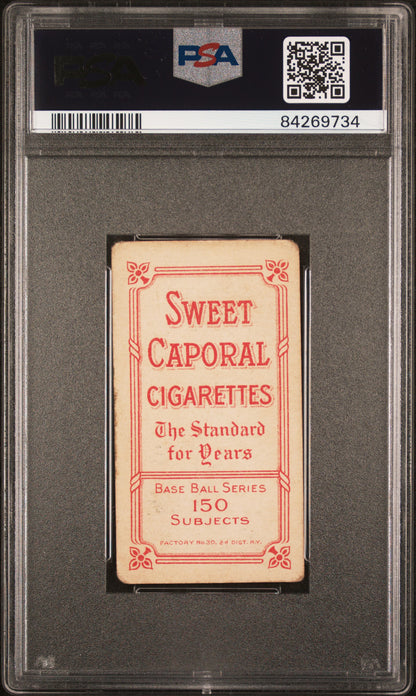 PSA
84269734
SWEET
CAPORAL
CIGARETTES
The Standard
for Years
BASE BALL SERIES
150
SUBJECTS
FACTORY No. 30, 2d DIST. N.Y.